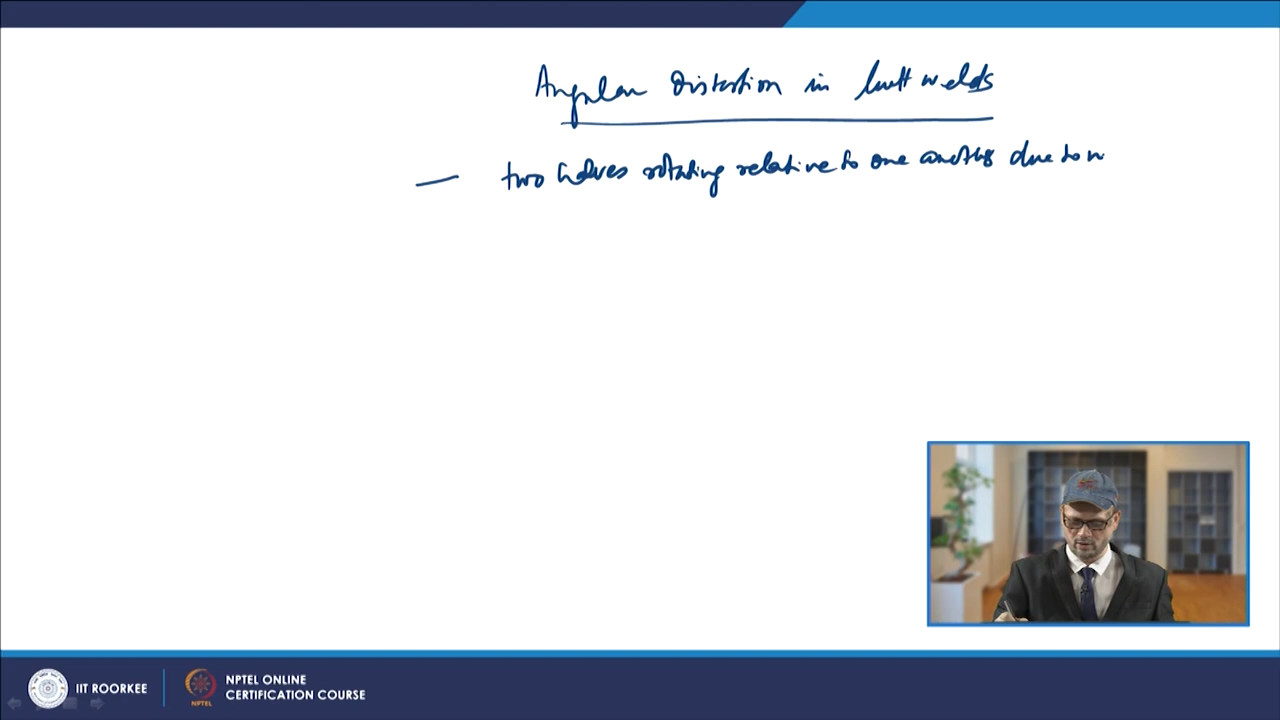 Angular Distortion in butt welds
— two halves rotating relative to one another due to
IIT ROORKEE
NPTEL ONLINE
CERTIFICATION COURSE
NPTEL